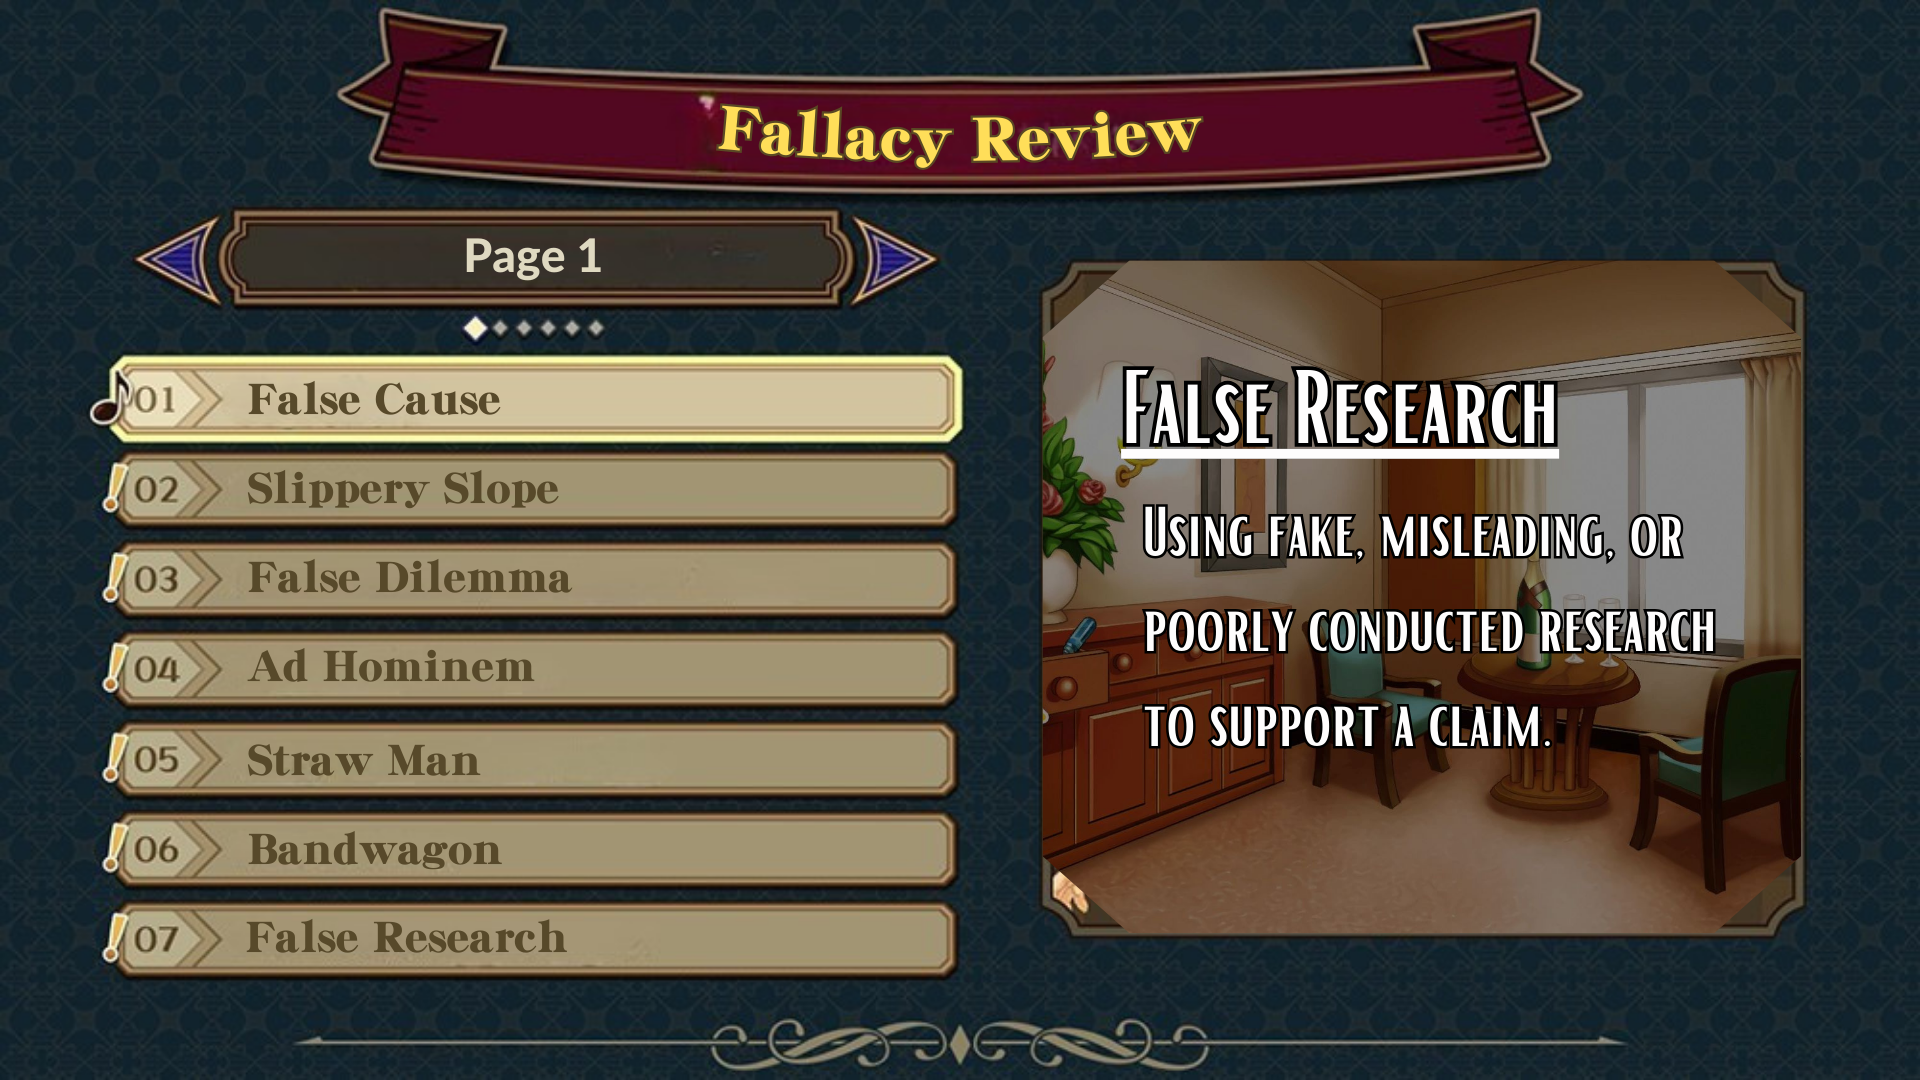 Fallacy Review
Page 1
01 False Cause
02 Slippery Slope
03 False Dilemma
04 Ad Hominem
05 Straw Man
06 Bandwagon
07 False Research
False Research
Using fake, misleading, or
poorly conducted research
to support a claim.